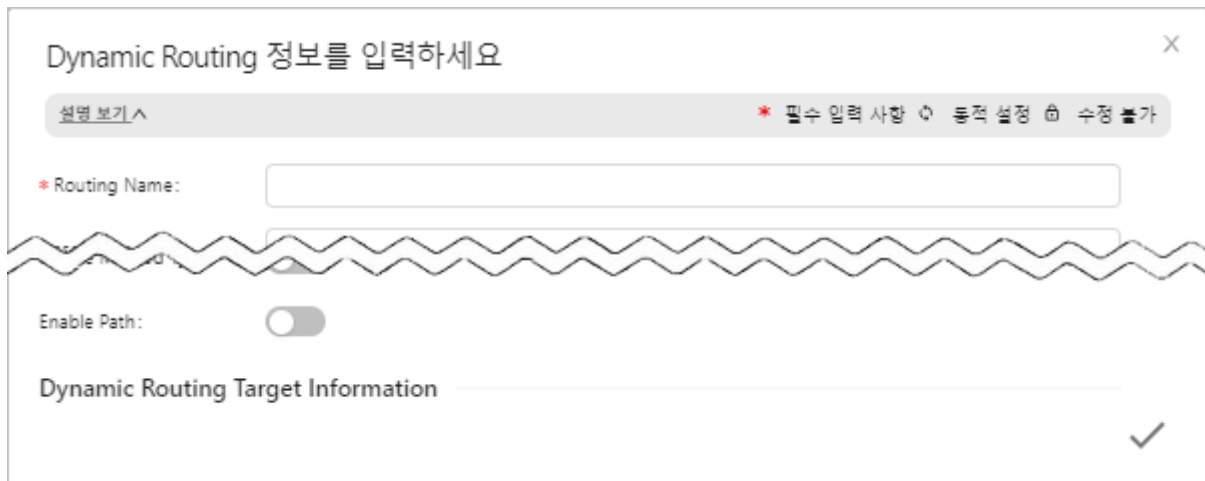 Dynamic Routing 정보를 입력하세요
설명 보기
* 필수 입력 사항 동적 설정 수정 불가
* Routing Name:
Enable Path:
Dynamic Routing Target Information